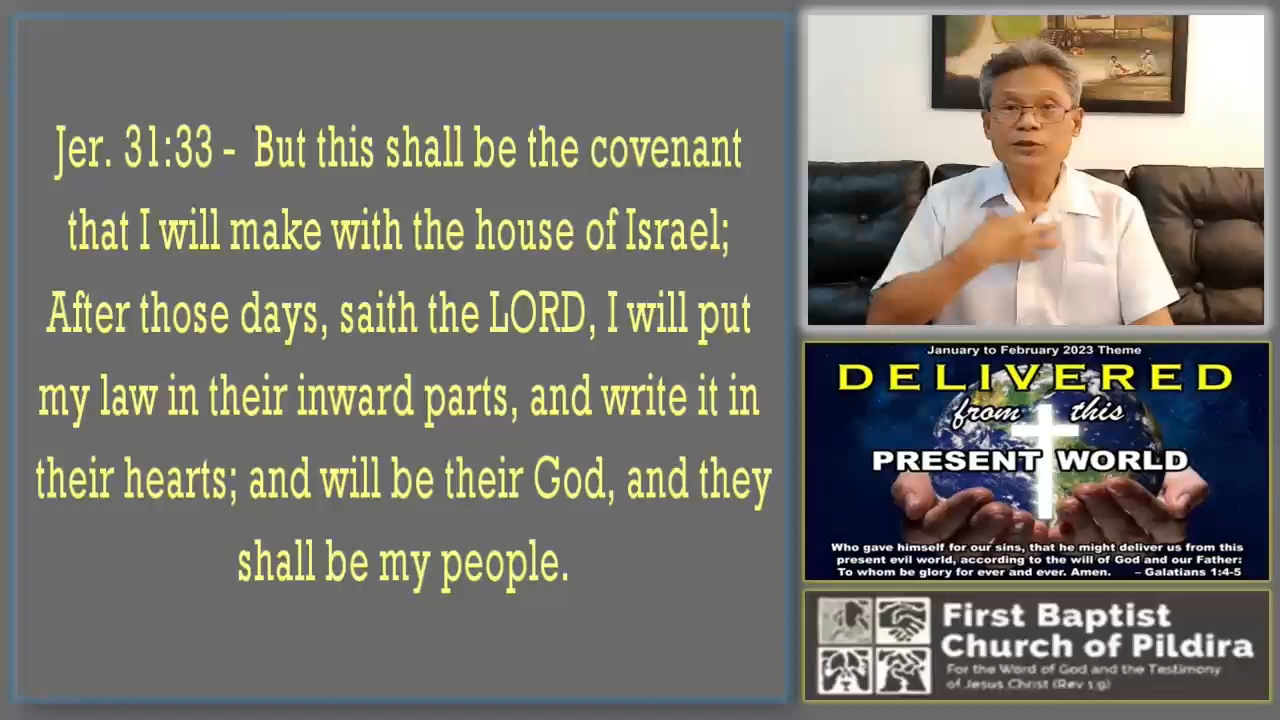 Jer. 31:33 - But this shall be the covenant
that I will make with the house of Israel;
After those days, saith the LORD, I will put
my law in their inward parts, and write it in
their hearts; and will be their God, and they
shall be my people.
January to February 2023 Theme
DELIVERED
from this
PRESENT WORLD
Who gave himself for our sins, that he might deliver us from this
present evil world, according to the will of God and our Father:
To whom be glory for ever and ever. Amen. – Galatians 1:4-5
First Baptist
Church of Pildira
For the Word of God and the Testimony
of Jesus Christ (Rev 1:9)